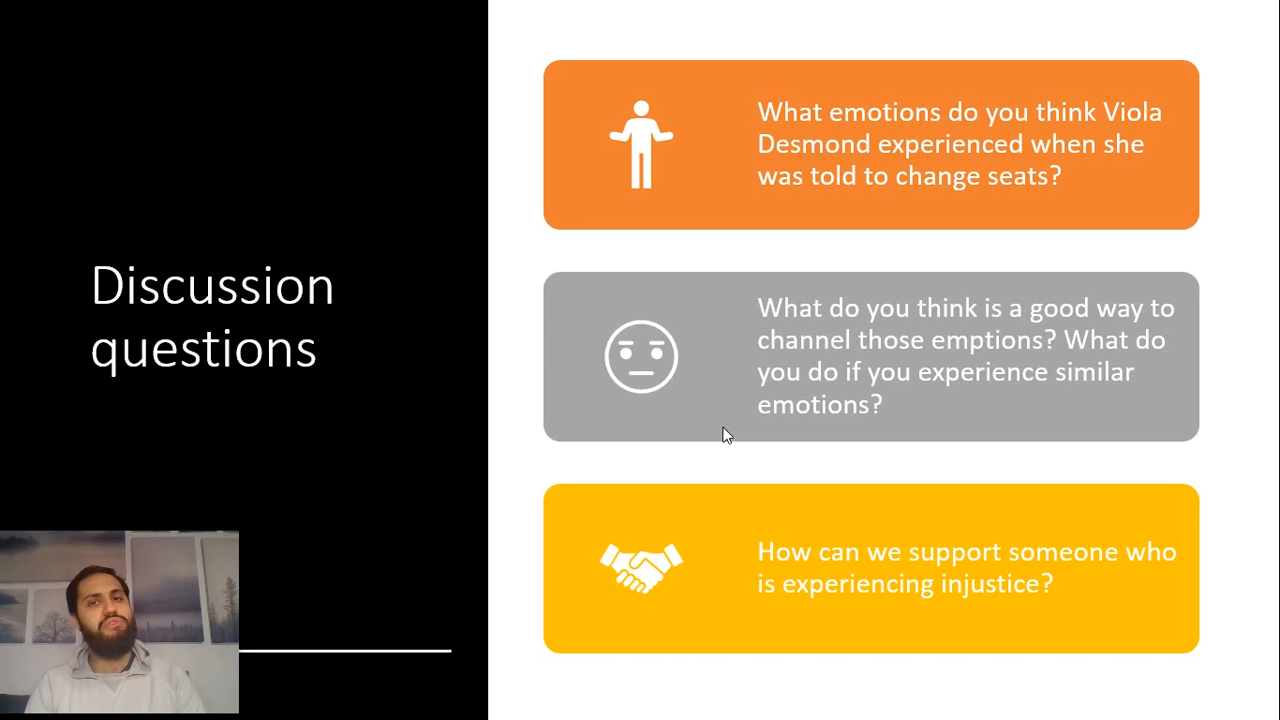 Discussion
questions
What emotions do you think Viola
Desmond experienced when she
was told to change seats?
What do you think is a good way to
channel those emptions? What do
you do if you experience similar
emotions?
How can we support someone who
is experiencing injustice?